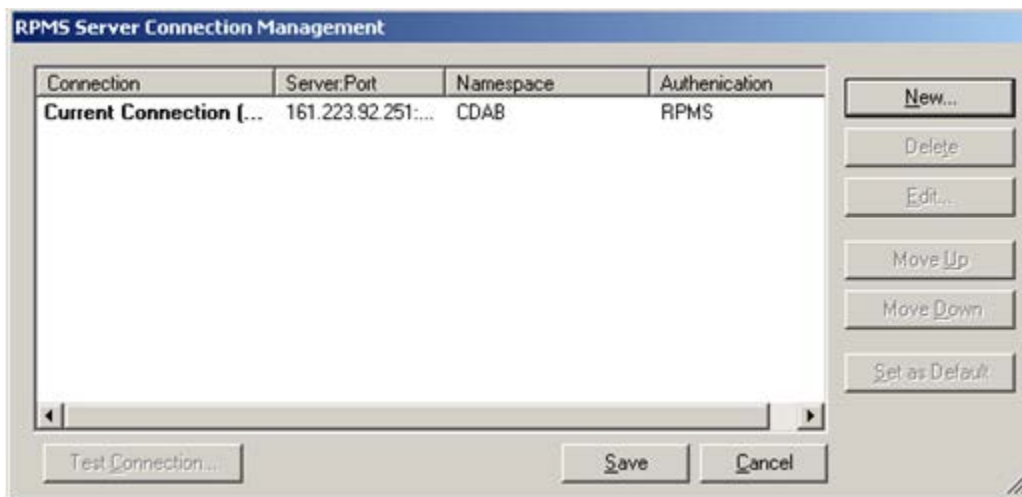 RPMS Server Connection Management
Connection Server:Port Namespace Authenication
Current Connection (... 161.223.92.251:... CDAB RPMS
New...
Delete
Edit...
Move Up
Move Down
Set as Default
Test Connection... Save Cancel